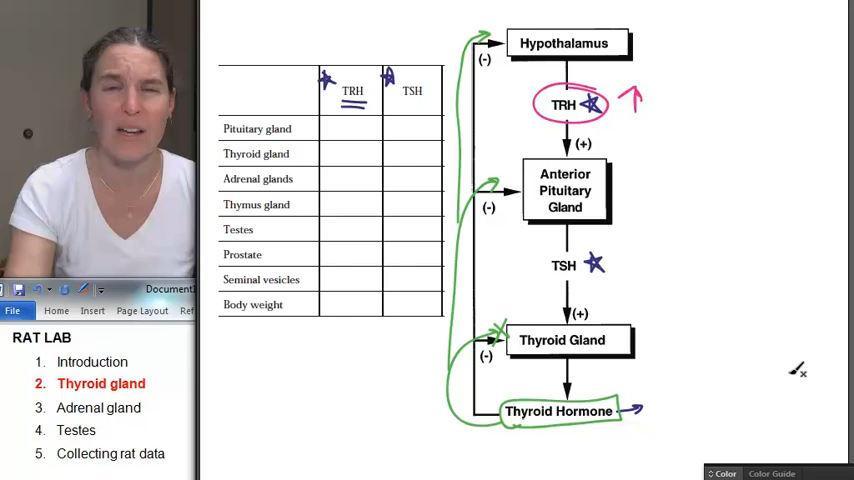 TRH
TSH
Pituitary gland
Thyroid gland
Adrenal glands
Thymus gland
Testes
Prostate
Seminal vesicles
Body weight
Hypothalamus
(-)
TRH
(+)
Anterior
Pituitary
Gland
(-)
TSH
(+)
Thyroid Gland
(-)
Thyroid Hormone
Document1
File Home Insert Page Layout Ref
RAT LAB
1. Introduction
2. Thyroid gland
3. Adrenal gland
4. Testes
5. Collecting rat data
Color Color Guide